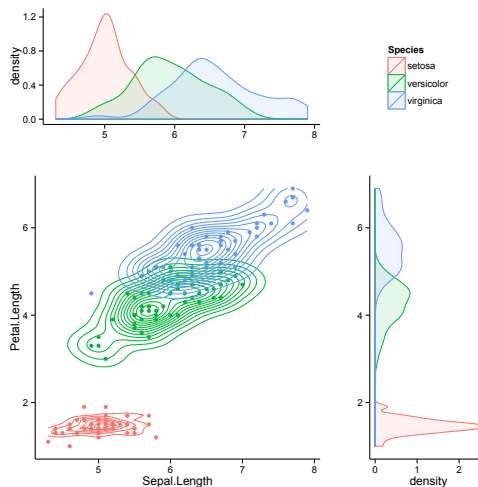 1.2
0.8
0.4
0.0
density
5
6
7
8
Species
setosa
versicolor
virginica
6
4
2
Petal.Length
5
6
7
8
Sepal.Length
6
4
2
0
1
2
density